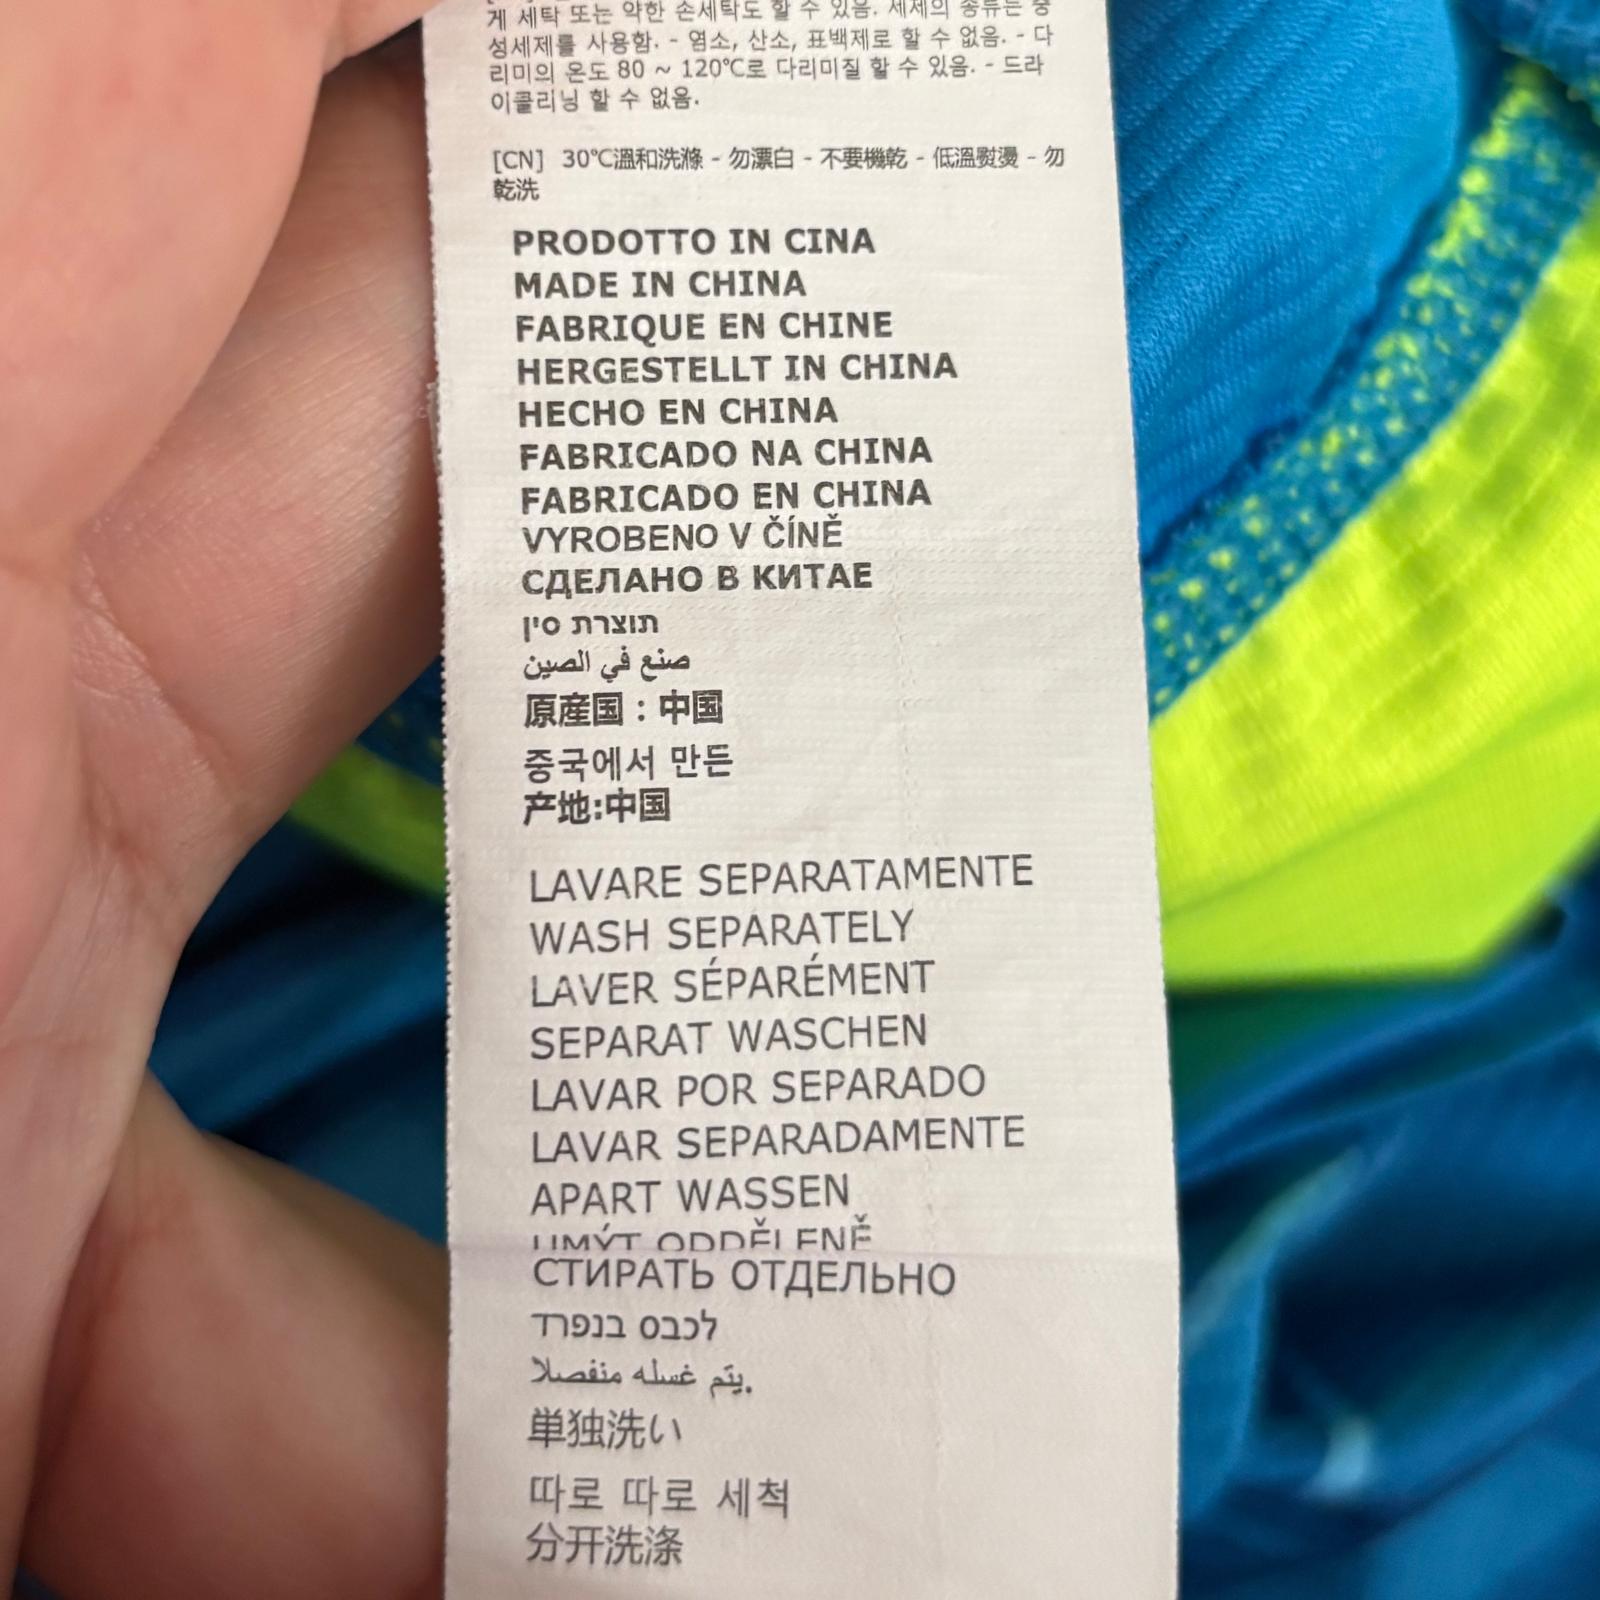 게 세탁 또는 약한 손세탁도 할 수 있음. 세제의 종류는 중
성세제를 사용함. - 염소, 산소, 표백제로 할 수 없음. - 다
리미의 온도 80 ~ 120℃로 다리미질 할 수 있음. - 드라
이클리닝 할 수 없음.
[CN] 30℃溫和洗滌 - 勿漂白 - 不要機乾 - 低溫熨燙 - 勿
乾洗
PRODOTTO IN CINA
MADE IN CHINA
FABRIQUE EN CHINE
HERGESTELLT IN CHINA
HECHO EN CHINA
FABRICADO NA CHINA
FABRICADO EN CHINA
VYROBENO V ČÍNĚ
СДЕЛАНО В КИТАЕ
תוצרת סין
صنع في الصين
原産国：中国
중국에서 만든
产地:中国
LAVARE SEPARATAMENTE
WASH SEPARATELY
LAVER SÉPARÉMENT
SEPARAT WASCHEN
LAVAR POR SEPARADO
LAVAR SEPARADAMENTE
APART WASSEN
UMÝT ODDĚLENĚ
СТИРАТЬ ОТДЕЛЬНО
לכבס בנפרד
يتم غسله منفصلا.
単独洗い
따로 따로 세척
分开洗涤